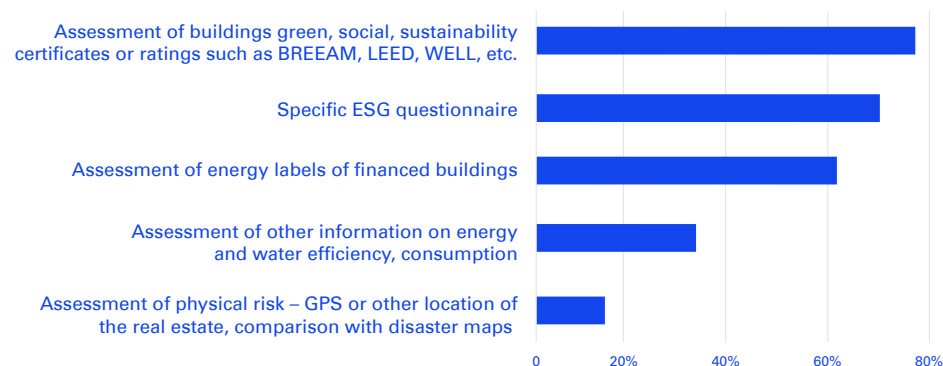 Assessment of buildings green, social, sustainability
certificates or ratings such as BREEAM, LEED, WELL, etc.
Specific ESG questionnaire
Assessment of energy labels of financed buildings
Assessment of other information on energy
and water efficiency, consumption
Assessment of physical risk – GPS or other location of
the real estate, comparison with disaster maps
0 20% 40% 60% 80%